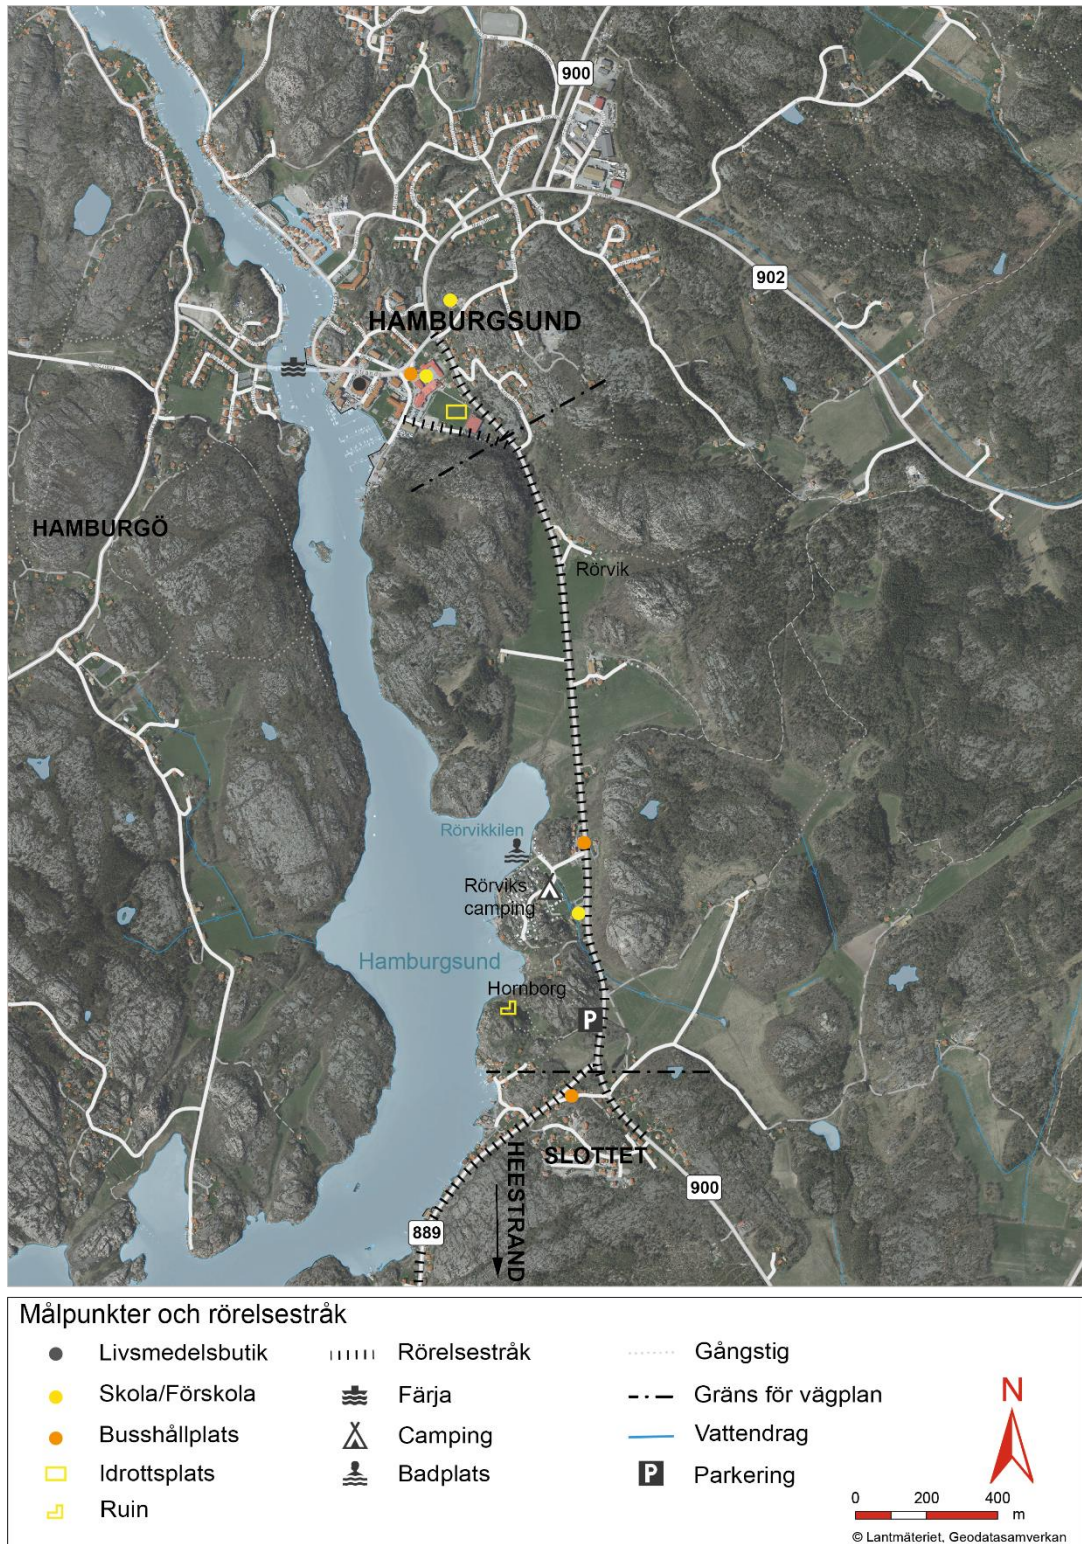 900
902
HAMBURGSUND
HAMBURGÖ
Rörvik
Rörvikkilen
Rörviks
camping
Hamburgsund
Hornborg
P
SLOTTET
HEESTRAND
900
889
Målpunkter och rörelsestråk
Livsmedelsbutik
Rörelsestråk
Gångstig
Skola/Förskola
Färja
Gräns för vägplan
Busshållplats
Camping
Vattendrag
Idrottsplats
Badplats
P Parkering
Ruin
N
0 200 400
m
© Lantmäteriet, Geodatasamverkan